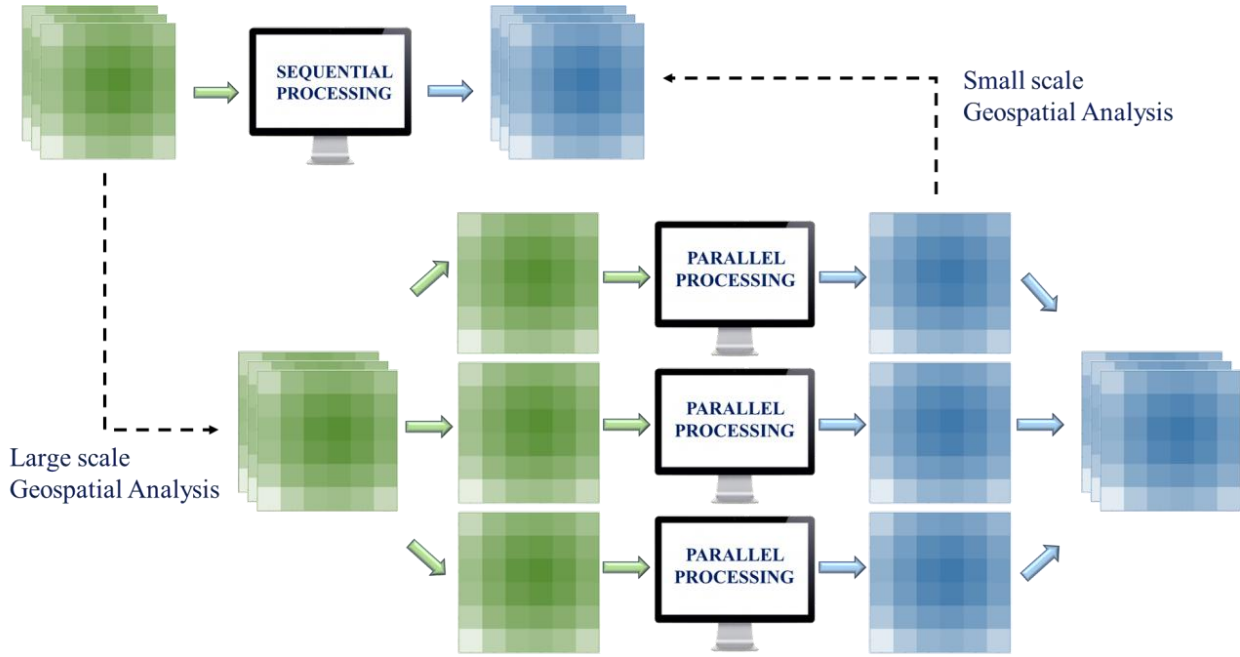 SEQUENTIAL
PROCESSING
Small scale
Geospatial Analysis
PARALLEL
PROCESSING
Large scale
Geospatial Analysis
PARALLEL
PROCESSING
PARALLEL
PROCESSING